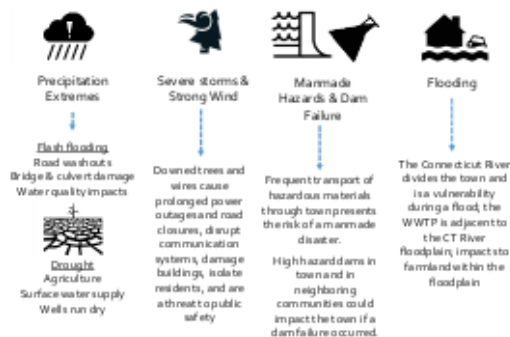 Precipitation
Extremes
Flash flooding
Road washouts
Bridge & culvert damage
Water quality impacts
Drought
Agriculture
Surface water supply
Wells run dry
Severe storms &
Strong Wind
Downed trees and
wires cause
prolonged power
outages and road
closures, disrupt
communication
systems, damage
buildings, isolate
residents, and are
a threat to public
safety
Manmade
Hazards & Dam
Failure
Frequent transport of
hazardous materials
through town presents
the risk of a manmade
disaster.
High hazard dams in
town and in
neighboring
communities could
impact the town if a
dam failure occurred.
Flooding
The Connecticut River
divides the town and
is a vulnerability
during a flood; the
WWTP is adjacent to
the CT River
floodplain; impacts to
farmland within the
floodplain